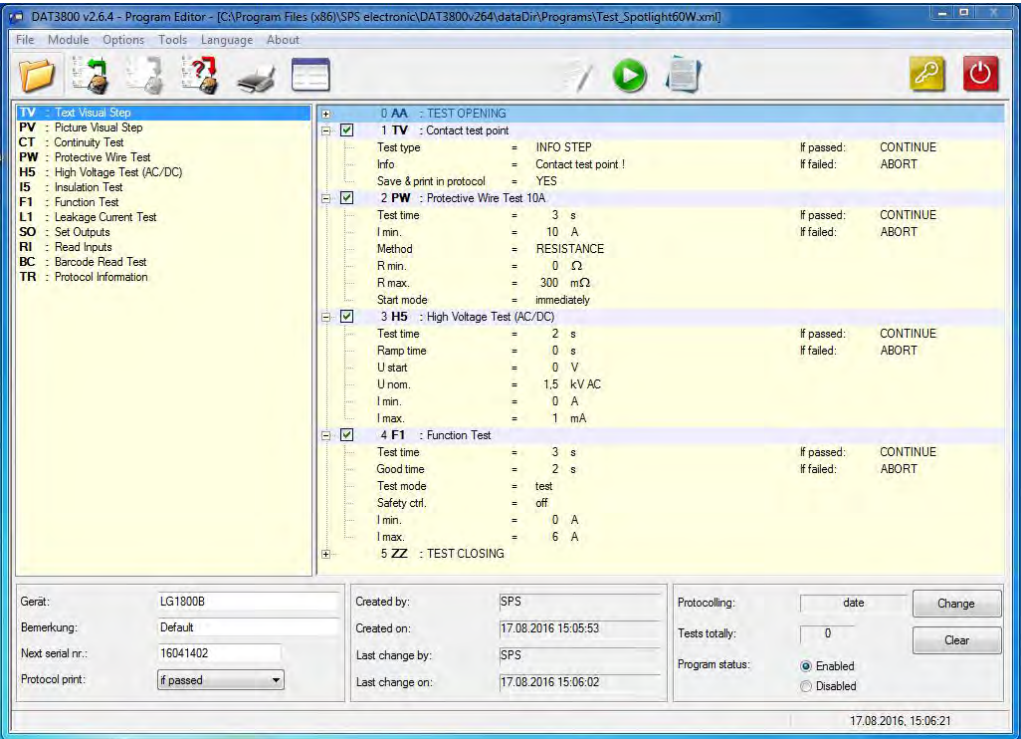 DAT3800 v2.6.4 - Program Editor - [C:\Program Files (x86)\SPS electronic\DAT3800v264\dataDir\Programs\Test_Spotlight60W.xml]
File Module Options Tools Language About
TV : Text Visual Step
PV : Picture Visual Step
CT : Continuity Test
PW : Protective Wire Test
H5 : High Voltage Test (AC/DC)
I5 : Insulation Test
F1 : Function Test
L1 : Leakage Current Test
SO : Set Outputs
RI : Read Inputs
BC : Barcode Read Test
TR : Protocol Information
0 AA : TEST OPENING
1 TV : Contact test point
Test type = INFO STEP If passed: CONTINUE
Info = Contact test point ! If failed: ABORT
Save & print in protocol = YES
2 PW : Protective Wire Test 10A
Test time = 3 s If passed: CONTINUE
I min. = 10 A If failed: ABORT
Method = RESISTANCE
R min. = 0 Ω
R max. = 300 mΩ
Start mode = immediately
3 H5 : High Voltage Test (AC/DC)
Test time = 2 s If passed: CONTINUE
Ramp time = 0 s If failed: ABORT
U start = 0 V
U nom. = 1,5 kV AC
I min. = 0 A
I max. = 1 mA
4 F1 : Function Test
Test time = 3 s If passed: CONTINUE
Good time = 2 s If failed: ABORT
Test mode = test
Safety ctrl. = off
I min. = 0 A
I max. = 6 A
5 ZZ : TEST CLOSING
Gerät: LG1800B
Bemerkung: Default
Next serial nr.: 16041402
Protocol print: if passed
Created by: SPS
Created on: 17.08.2016 15:05:53
Last change by: SPS
Last change on: 17.08.2016 15:06:02
Protocolling: date Change
Tests totally: 0 Clear
Program status: Enabled
Disabled
17.08.2016, 15:06:21